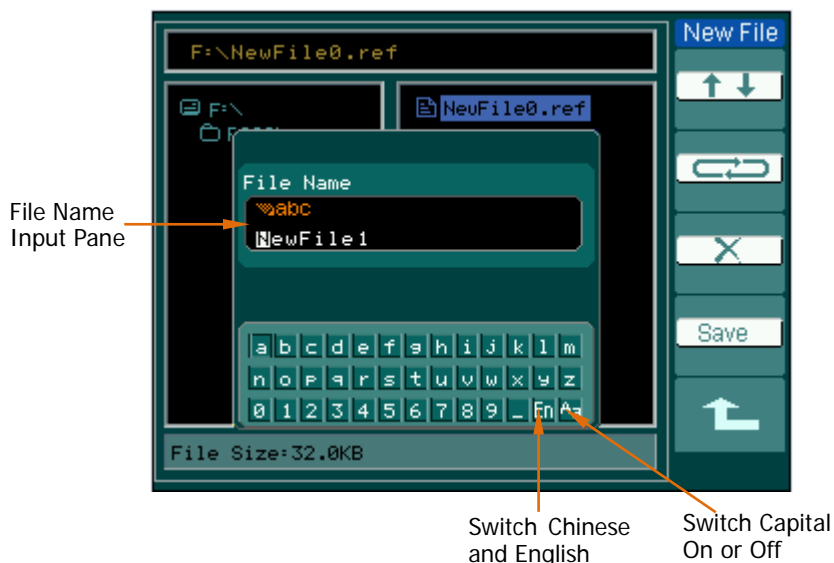 New File
F:\NewFile0.ref
F:\
NewFile0.ref
File Name
abc
NewFile1
File Name
Input Pane
a b c d e f g h i j k l m
n o p q r s t u v w x y z
0 1 2 3 4 5 6 7 8 9 _ En Aa
Save
File Size:32.0KB
Switch Chinese
and English
Switch Capital
On or Off